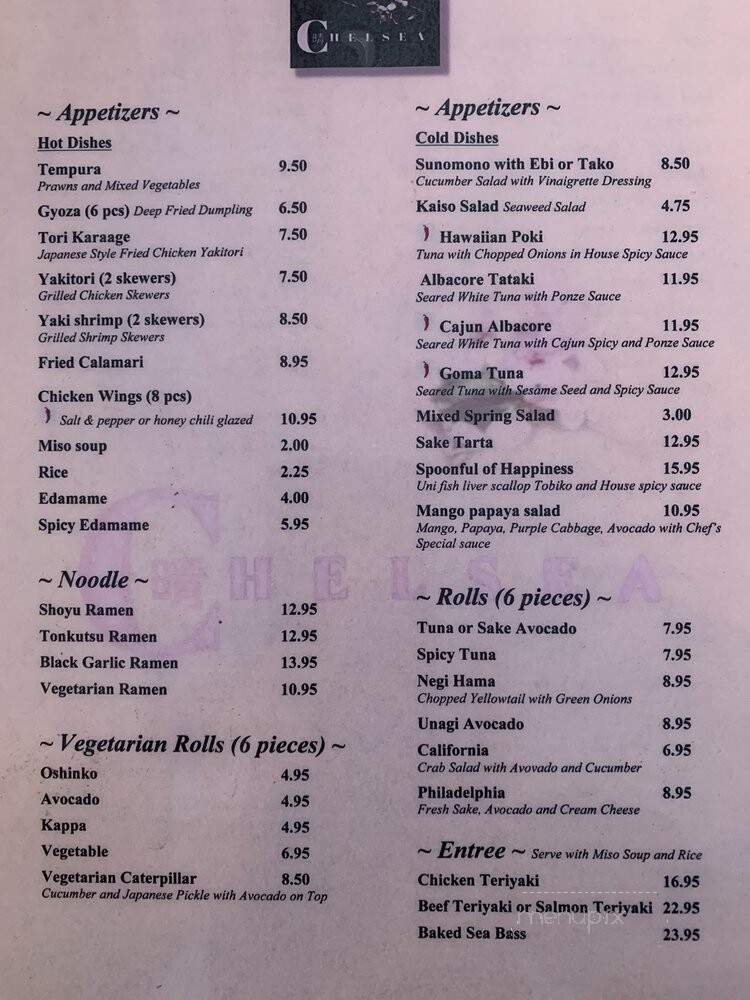 CHELSEA
晴
~ Appetizers ~
Hot Dishes
Tempura 9.50
Prawns and Mixed Vegetables
Gyoza (6 pcs) Deep Fried Dumpling 6.50
Tori Karaage 7.50
Japanese Style Fried Chicken Yakitori
Yakitori (2 skewers) 7.50
Grilled Chicken Skewers
Yaki shrimp (2 skewers) 8.50
Grilled Shrimp Skewers
Fried Calamari 8.95
Chicken Wings (8 pcs)
Salt & pepper or honey chili glazed 10.95
Miso soup 2.00
Rice 2.25
Edamame 4.00
Spicy Edamame 5.95
~ Noodle ~
Shoyu Ramen 12.95
Tonkutsu Ramen 12.95
Black Garlic Ramen 13.95
Vegetarian Ramen 10.95
~ Vegetarian Rolls (6 pieces) ~
Oshinko 4.95
Avocado 4.95
Kappa 4.95
Vegetable 6.95
Vegetarian Caterpillar 8.50
Cucumber and Japanese Pickle with Avocado on Top
~ Appetizers ~
Cold Dishes
Sunomono with Ebi or Tako 8.50
Cucumber Salad with Vinaigrette Dressing
Kaiso Salad Seaweed Salad 4.75
Hawaiian Poki 12.95
Tuna with Chopped Onions in House Spicy Sauce
Albacore Tataki 11.95
Seared White Tuna with Ponze Sauce
Cajun Albacore 11.95
Seared White Tuna with Cajun Spicy and Ponze Sauce
Goma Tuna 12.95
Seared Tuna with Sesame Seed and Spicy Sauce
Mixed Spring Salad 3.00
Sake Tarta 12.95
Spoonful of Happiness 15.95
Uni fish liver scallop Tobiko and House spicy sauce
Mango papaya salad 10.95
Mango, Papaya, Purple Cabbage, Avocado with Chef's
Special sauce
CHELSEA
晴
~ Rolls (6 pieces) ~
Tuna or Sake Avocado 7.95
Spicy Tuna 7.95
Negi Hama 8.95
Chopped Yellowtail with Green Onions
Unagi Avocado 8.95
California 6.95
Crab Salad with Avovado and Cucumber
Philadelphia 8.95
Fresh Sake, Avocado and Cream Cheese
~ Entree ~ Serve with Miso Soup and Rice
Chicken Teriyaki 16.95
Beef Teriyaki or Salmon Teriyaki 22.95
menupix
Baked Sea Bass 23.95